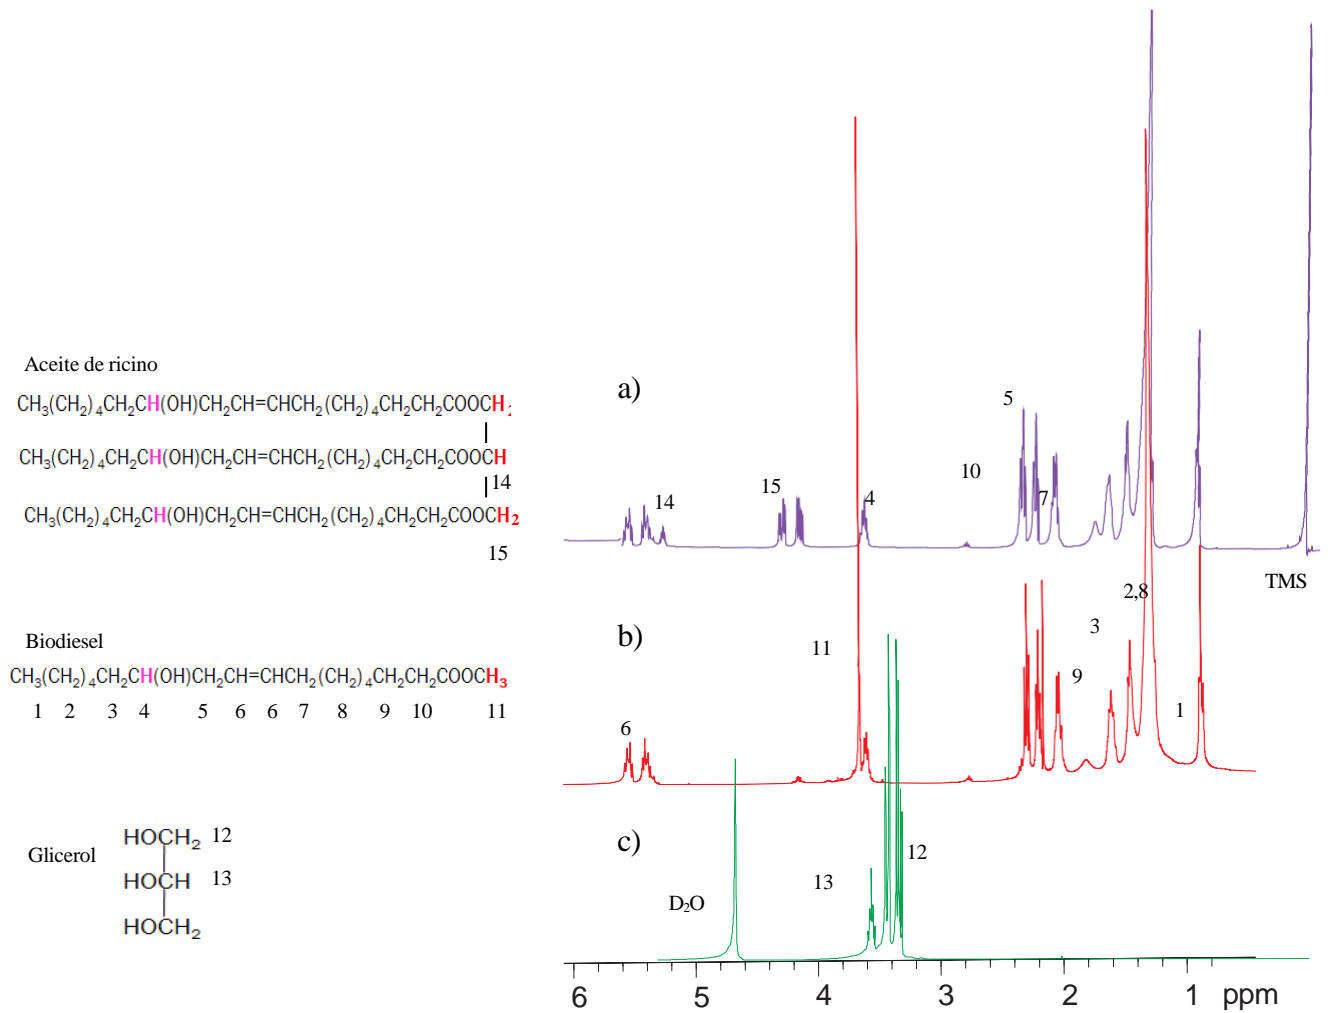 Aceite de ricino
CH₃(CH₂)₄CH₂CH(OH)CH₂CH=CHCH₂(CH₂)₄CH₂CH₂COOCH₂
CH₃(CH₂)₄CH₂CH(OH)CH₂CH=CHCH₂(CH₂)₄CH₂CH₂COOCH
14
CH₃(CH₂)₄CH₂CH(OH)CH₂CH=CHCH₂(CH₂)₄CH₂CH₂COOCH₂
15
a)
14
15
4
10
5
7
TMS
Biodiesel
CH₃(CH₂)₄CH₂CH(OH)CH₂CH=CHCH₂(CH₂)₄CH₂CH₂COOCH₃
1 2 3 4 5 6 6 7 8 9 10 11
b)
6
11
9
3
2,8
1
Glicerol
HOCH₂ 12
HOCH 13
HOCH₂
c)
D₂O
13
12
6 5 4 3 2 1 ppm